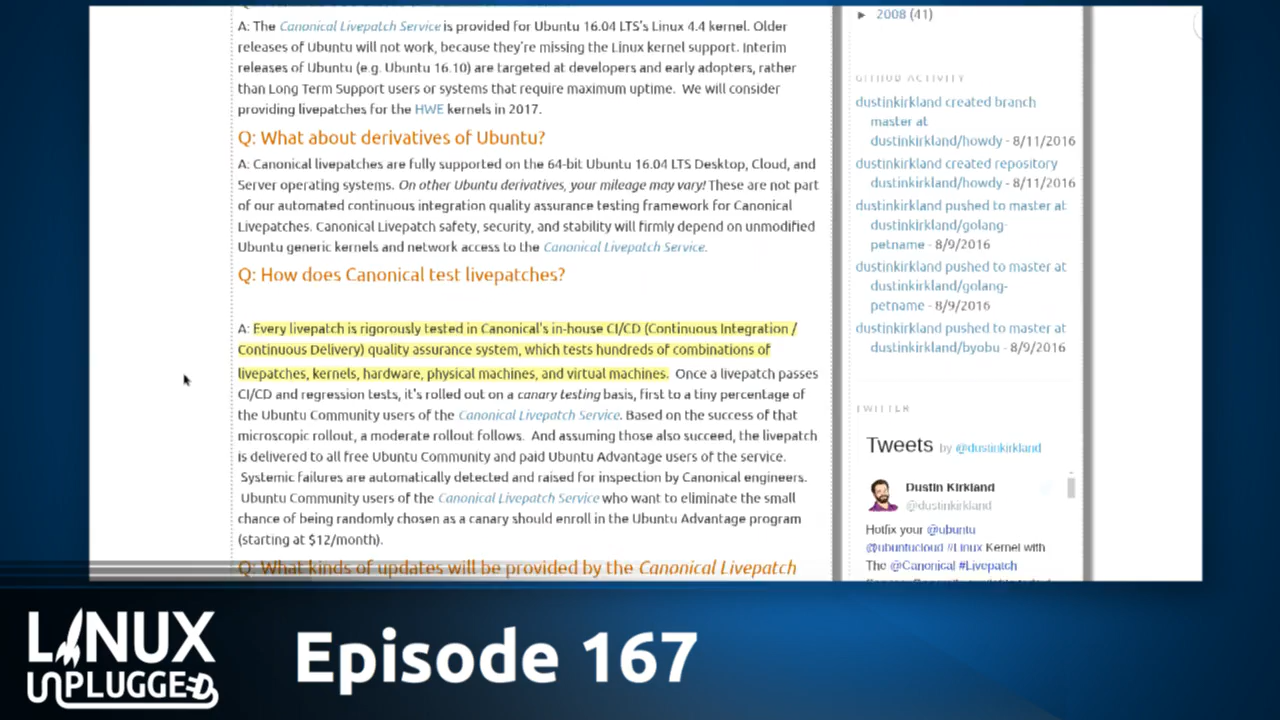 A: The Canonical Livepatch Service is provided for Ubuntu 16.04 LTS's Linux 4.4 kernel. Older
releases of Ubuntu will not work, because they're missing the Linux kernel support. Interim
releases of Ubuntu (e.g. Ubuntu 16.10) are targeted at developers and early adopters, rather
than Long Term Support users or systems that require maximum uptime. We will consider
providing livepatches for the HWE kernels in 2017.
Q: What about derivatives of Ubuntu?
A: Canonical livepatches are fully supported on the 64-bit Ubuntu 16.04 LTS Desktop, Cloud, and
Server operating systems. On other Ubuntu derivatives, your mileage may vary! These are not part
of our automated continuous integration quality assurance testing framework for Canonical
Livepatches. Canonical Livepatch safety, security, and stability will firmly depend on unmodified
Ubuntu generic kernels and network access to the Canonical Livepatch Service.
Q: How does Canonical test livepatches?
A: Every livepatch is rigorously tested in Canonical's in-house CI/CD (Continuous Integration /
Continuous Delivery) quality assurance system, which tests hundreds of combinations of
livepatches, kernels, hardware, physical machines, and virtual machines. Once a livepatch passes
CI/CD and regression tests, it's rolled out on a canary testing basis, first to a tiny percentage of
the Ubuntu Community users of the Canonical Livepatch Service. Based on the success of that
microscopic rollout, a moderate rollout follows. And assuming those also succeed, the livepatch
is delivered to all free Ubuntu Community and paid Ubuntu Advantage users of the service.
Systemic failures are automatically detected and raised for inspection by Canonical engineers.
Ubuntu Community users of the Canonical Livepatch Service who want to eliminate the small
chance of being randomly chosen as a canary should enroll in the Ubuntu Advantage program
(starting at $12/month).
Q: What kinds of updates will be provided by the Canonical Livepatch
► 2008 (41)
GITHUB ACTIVITY
dustinkirkland created branch
master at
dustinkirkland/howdy - 8/11/2016
dustinkirkland created repository
dustinkirkland/howdy - 8/11/2016
dustinkirkland pushed to master at
dustinkirkland/golang-
petname - 8/9/2016
dustinkirkland pushed to master at
dustinkirkland/golang-
petname - 8/9/2016
dustinkirkland pushed to master at
dustinkirkland/byobu - 8/9/2016
TWITTER
Tweets by @dustinkirkland
Dustin Kirkland
@dustinkirkland
Hotfix your @ubuntu
@ubuntucloud //Linux Kernel with
The @Canonical #Livepatch
LINUX
UNPLUGGED
Episode 167